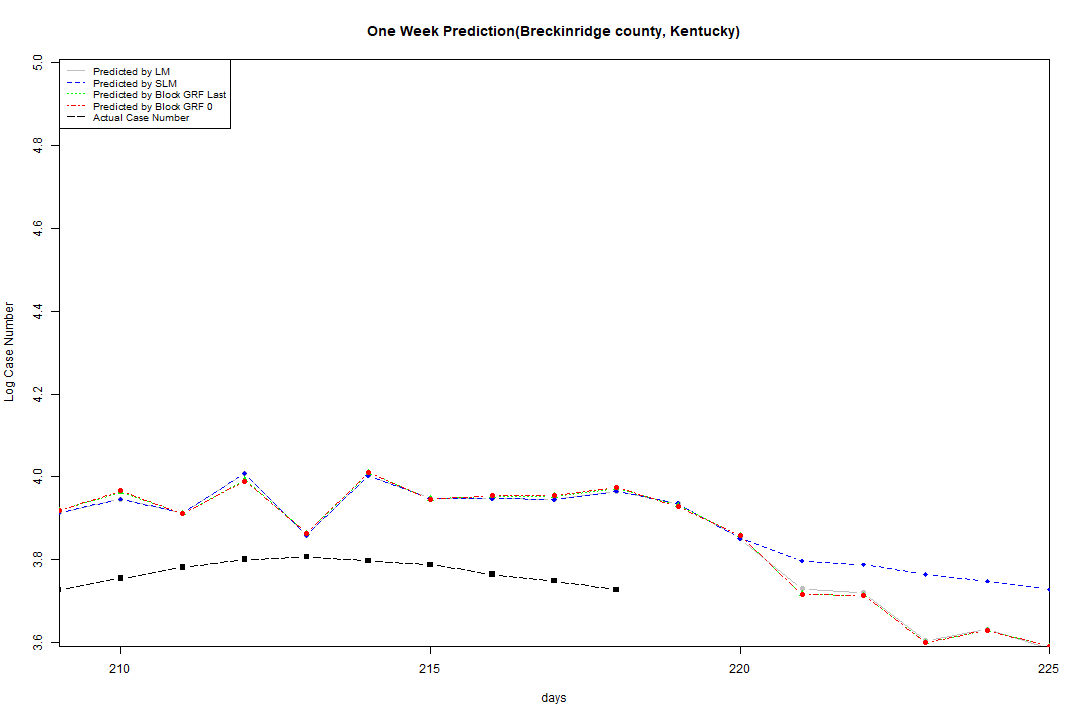 One Week Prediction(Breckinridge county, Kentucky)
Predicted by LM
Predicted by SLM
Predicted by Block GRF Last
Predicted by Block GRF 0
Actual Case Number
5.0
4.8
4.6
4.4
4.2
4.0
3.8
3.6
Log Case Number
210
215
220
225
days